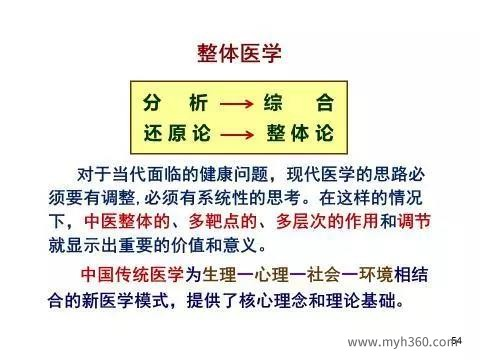 整体医学
分 析 → 综 合
还原论 → 整体论
对于当代面临的健康问题，现代医学的思路必
须要有调整,必须有系统性的思考。在这样的情况
下，中医整体的、多靶点的、多层次的作用和调节
就显示出重要的价值和意义。
中国传统医学为生理一心理一社会一环境相结
合的新医学模式，提供了核心理念和理论基础。
www.myh360.com
54